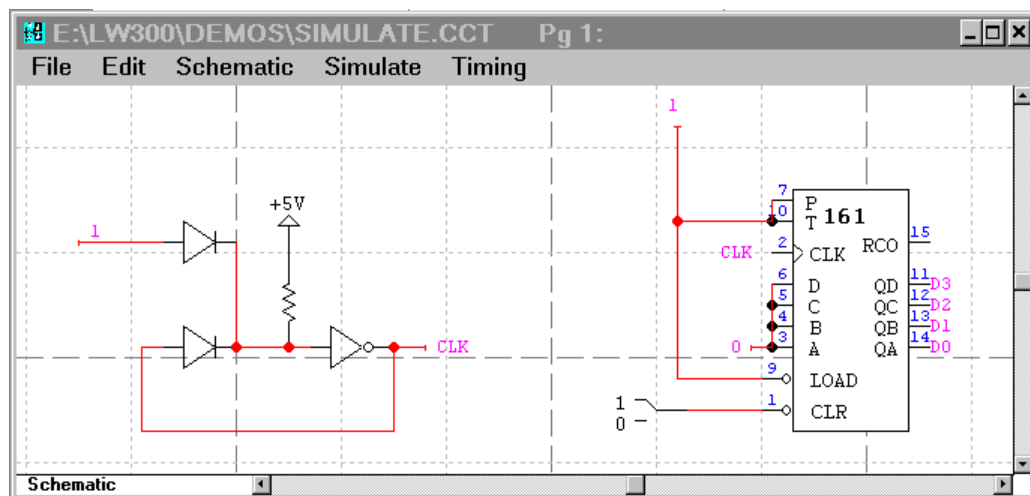 E:\LW300\DEMOS\SIMULATE.CCT Pg 1:
File Edit Schematic Simulate Timing
1
+5V
1
CLK
7 P
10 T
161
15 RCO
CLK 2 CLK
6 D QD 11 D3
5 C QC 12 D2
4 B QB 13 D1
0 3 A QA 14 D0
9 LOAD
1
0
1 CLR
Schematic